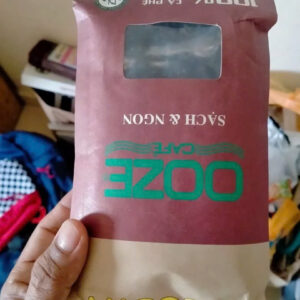 OOZE
CAFE
SẠCH & NGON
100% CÀ PHÊ